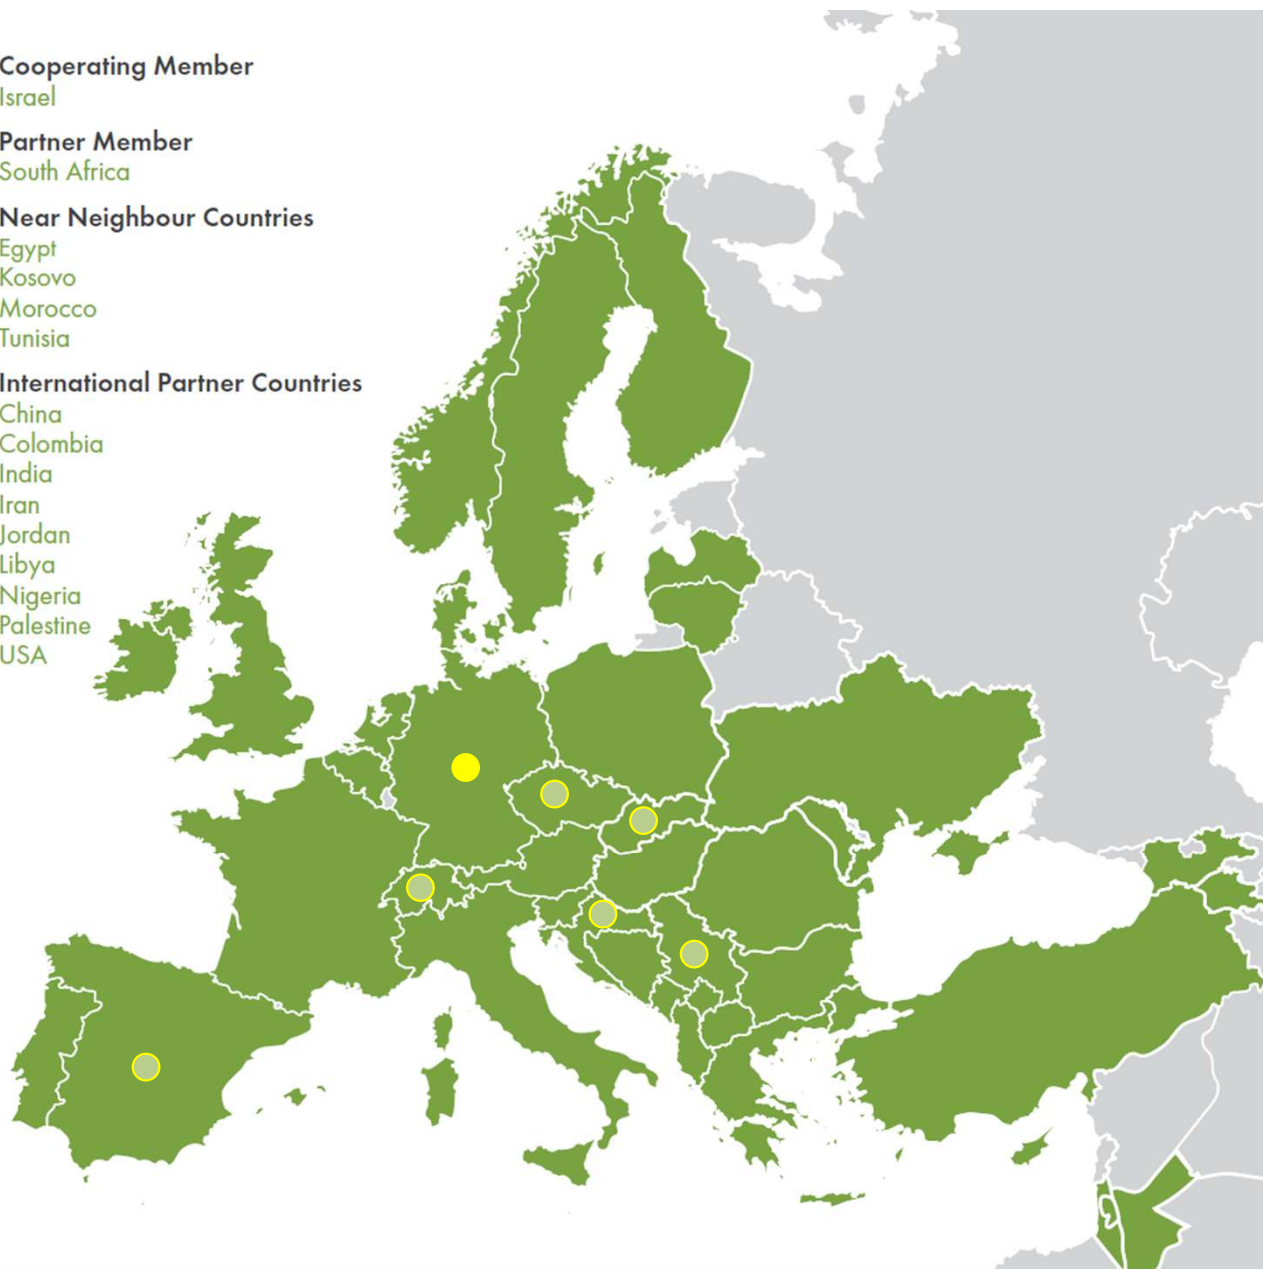 Cooperating Member
Israel
Partner Member
South Africa
Near Neighbour Countries
Egypt
Kosovo
Morocco
Tunisia
International Partner Countries
China
Colombia
India
Iran
Jordan
Libya
Nigeria
Palestine
USA